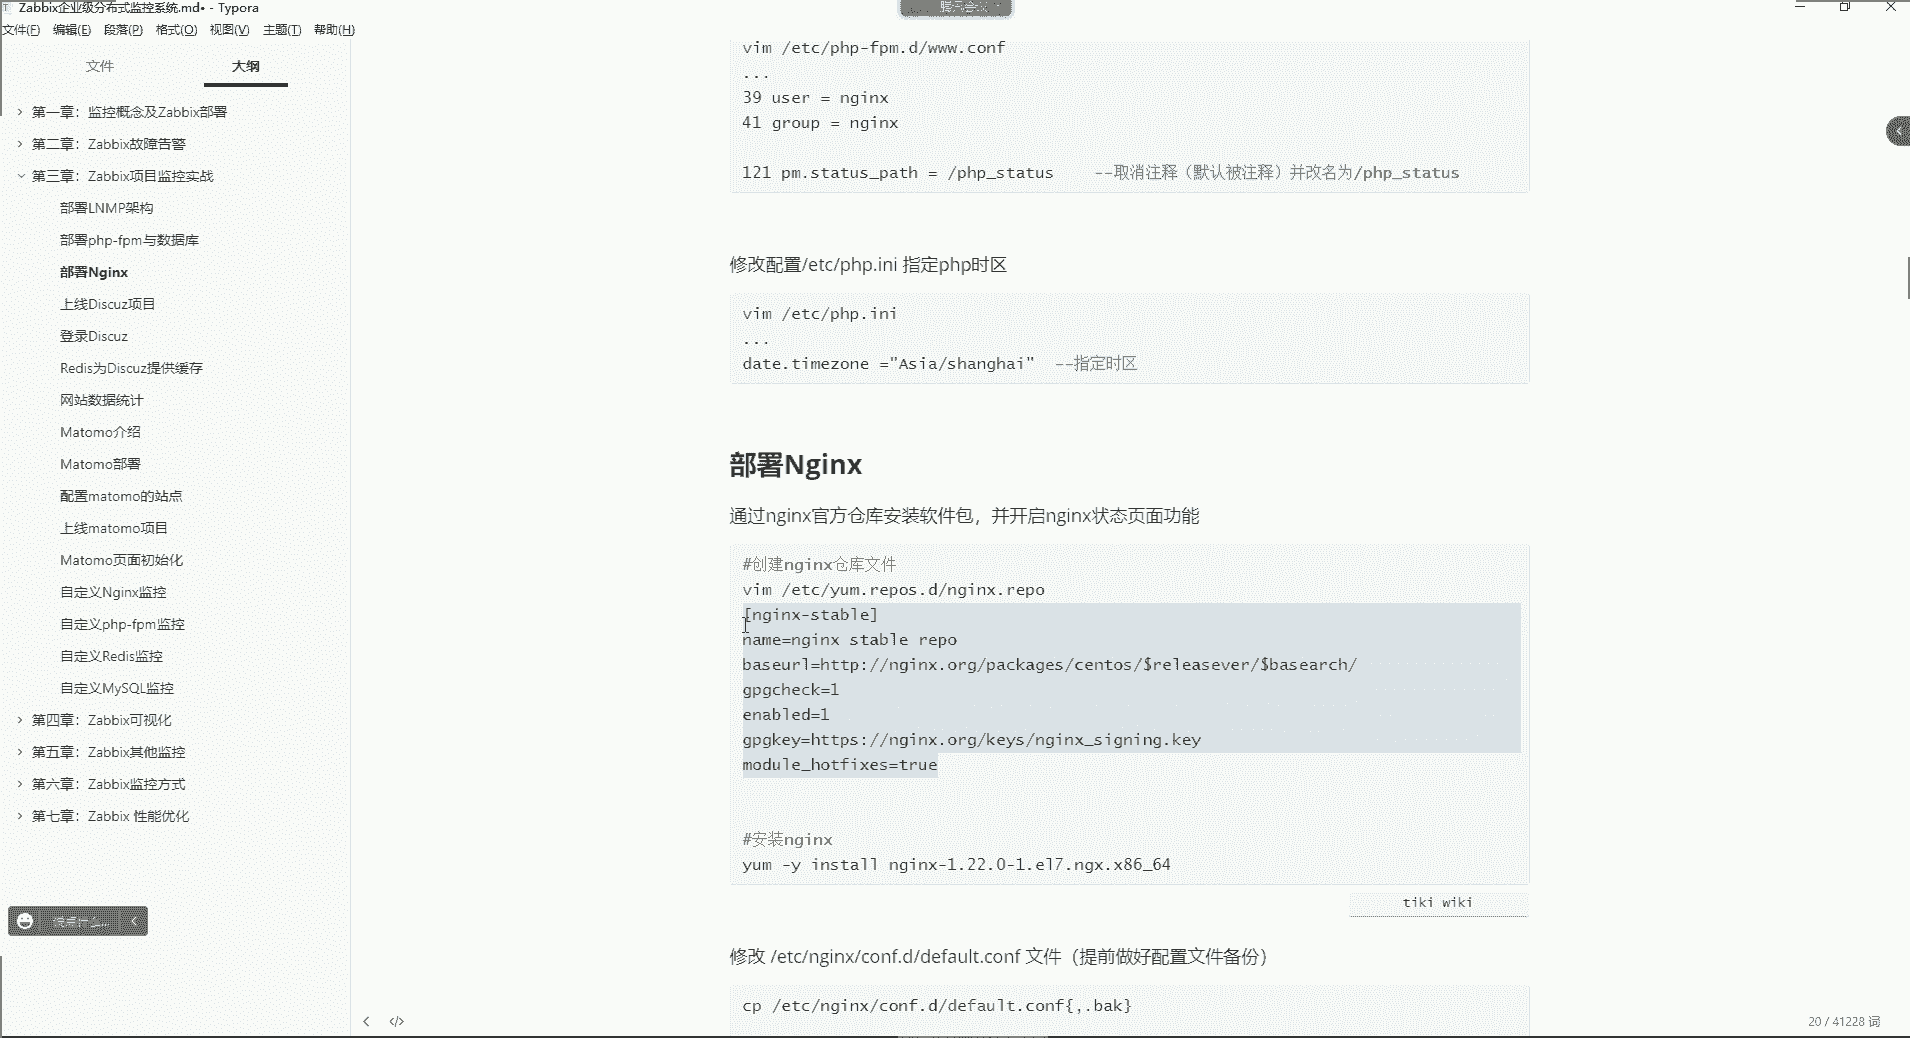 Zabbix企业级分布式监控系统.md• - Typora
腾讯会议
文件(F) 编辑(E) 段落(P) 格式(O) 视图(V) 主题(T) 帮助(H)
文件 大纲
第一章：监控概念及Zabbix部署
第二章：Zabbix故障告警
第三章：Zabbix项目监控实战
部署LNMP架构
部署php-fpm与数据库
部署Nginx
上线Discuz项目
登录Discuz
Redis为Discuz提供缓存
网站数据统计
Matomo介绍
Matomo部署
配置matomo的站点
上线matomo项目
Matomo页面初始化
自定义Nginx监控
自定义php-fpm监控
自定义Redis监控
自定义MySQL监控
第四章：Zabbix可视化
第五章：Zabbix其他监控
第六章：Zabbix监控方式
第七章：Zabbix 性能优化
vim /etc/php-fpm.d/www.conf
...
39 user = nginx
41 group = nginx
121 pm.status_path = /php_status --取消注释（默认被注释）并改名为/php_status
修改配置/etc/php.ini 指定php时区
vim /etc/php.ini
...
date.timezone ="Asia/shanghai" --指定时区
部署Nginx
通过nginx官方仓库安装软件包，并开启nginx状态页面功能
#创建nginx仓库文件
vim /etc/yum.repos.d/nginx.repo
[nginx-stable]
name=nginx stable repo
baseurl=http://nginx.org/packages/centos/$releasever/$basearch/
gpgcheck=1
enabled=1
gpgkey=https://nginx.org/keys/nginx_signing.key
module_hotfixes=true
#安装nginx
yum -y install nginx-1.22.0-1.el7.ngx.x86_64
tiki wiki
修改 /etc/nginx/conf.d/default.conf 文件（提前做好配置文件备份）
cp /etc/nginx/conf.d/default.conf{,.bak}
20 / 41228 词